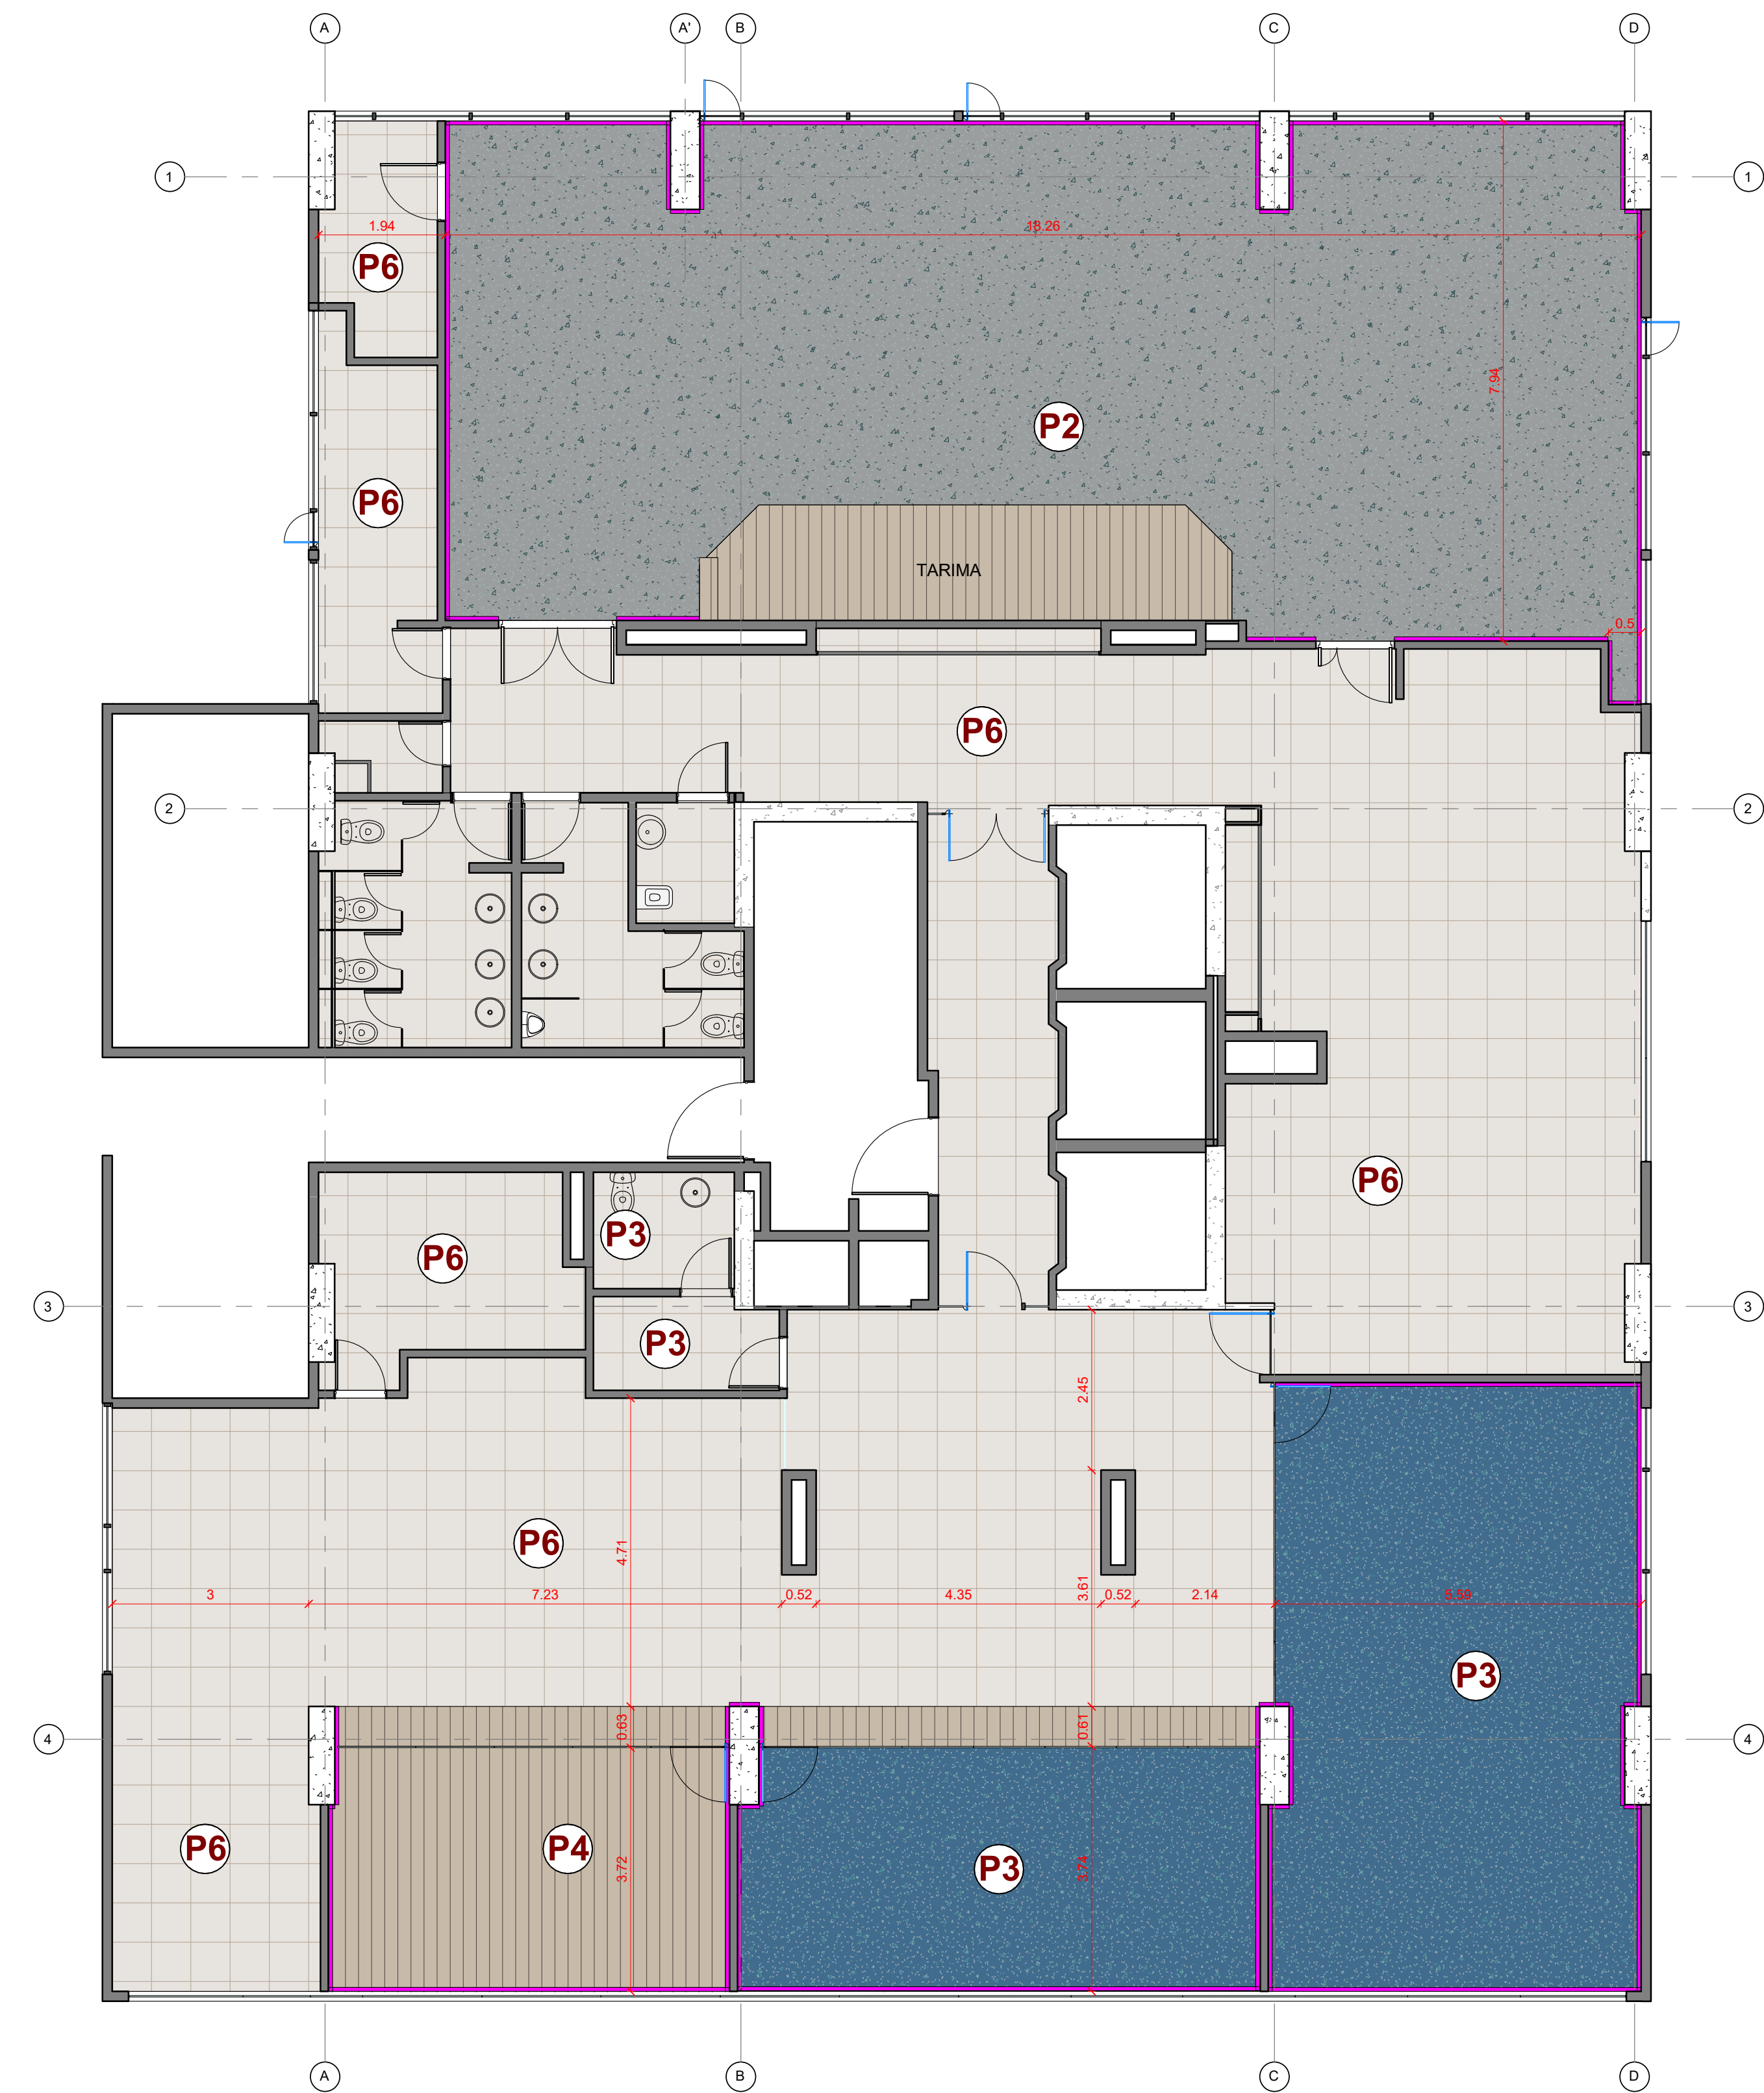 A A' B C D
1 1
1.94 18.26
P6
7.94
P2
P6
TARIMA
0.5
P6
2 2
P6
P3
P6
3 3
P3
2.45
4.71
P6
3.61
3 7.23 0.52 4.35 0.52 2.14 5.59
P3
0.63 0.61
4 4
P6 P4 P3
3.72 3.74
A B C D